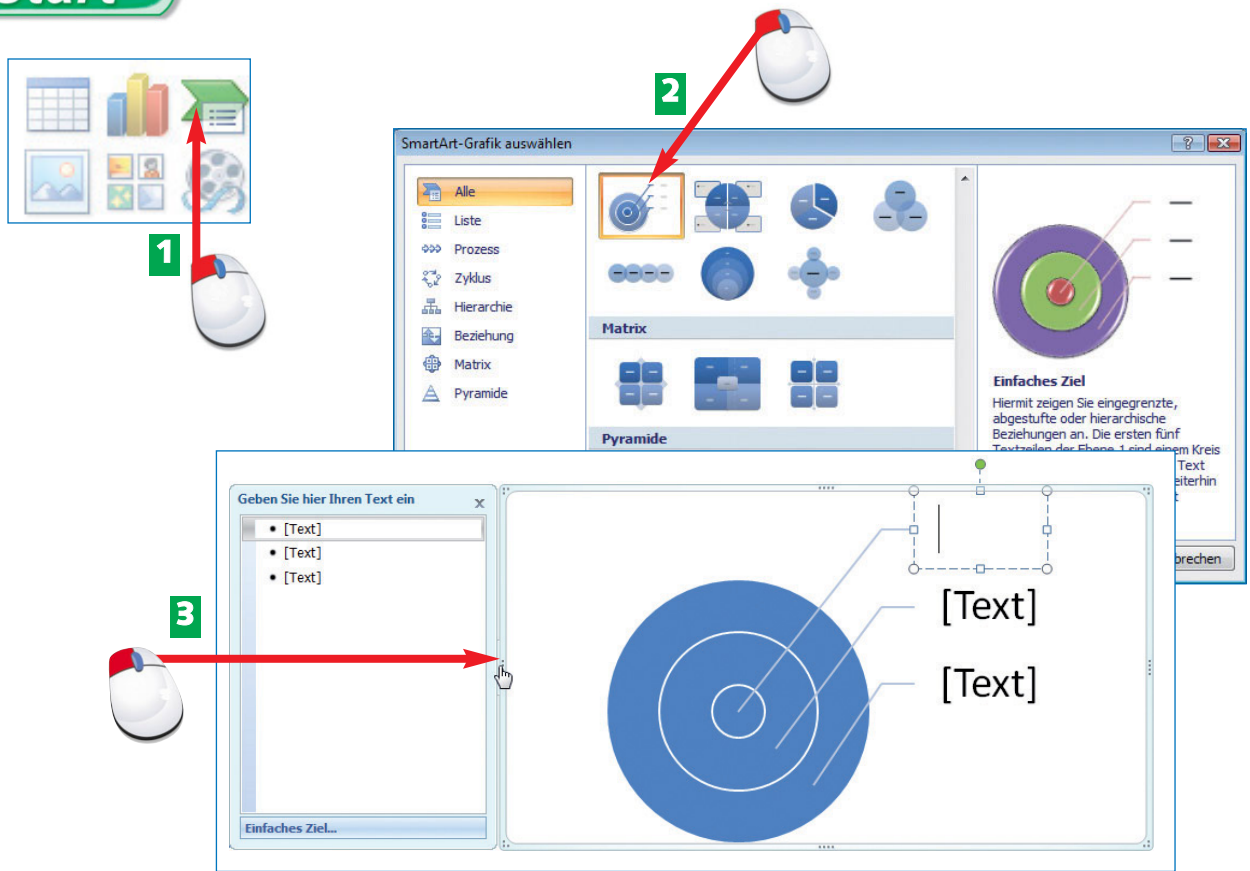 Start
1
2
SmartArt-Grafik auswählen
Alle
Liste
Prozess
Zyklus
Hierarchie
Beziehung
Matrix
Pyramide
Matrix
Pyramide
Einfaches Ziel
Hiermit zeigen Sie eingegrenzte,
abgestufte oder hierarchische
Beziehungen an. Die ersten fünf
Textzeilen der Ebene 1 sind einem Kreis
Text
eiterhin
brechen
3
Geben Sie hier Ihren Text ein
x
• [Text]
• [Text]
• [Text]
Einfaches Ziel...
[Text]
[Text]